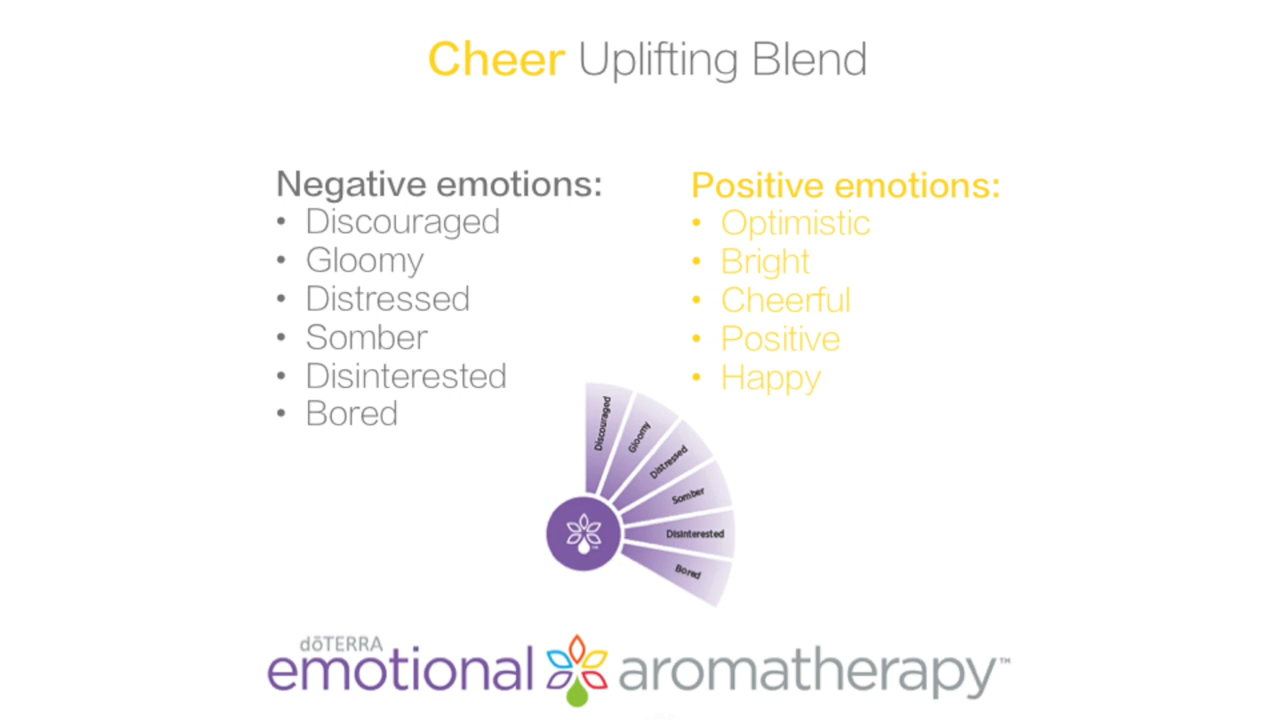 Cheer Uplifting Blend
Negative emotions:
• Discouraged
• Gloomy
• Distressed
• Somber
• Disinterested
• Bored
Positive emotions:
• Optimistic
• Bright
• Cheerful
• Positive
• Happy
Discouraged
Gloomy
Distressed
Somber
Disinterested
Bored
dōTERRA
emotional aromatherapy™